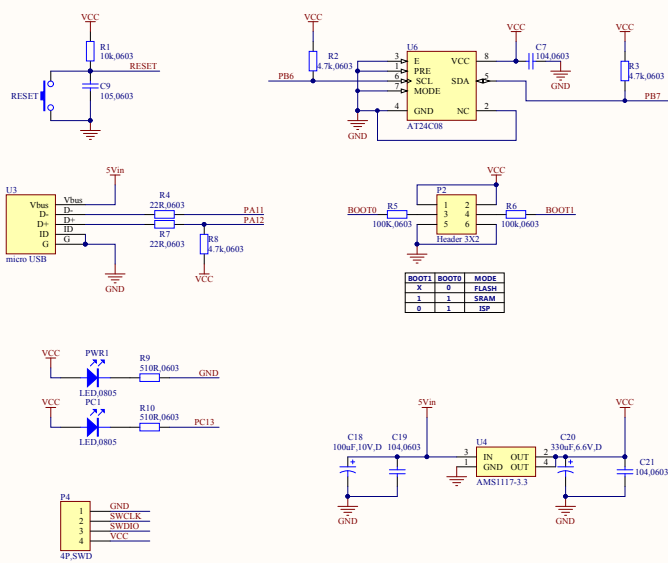 VCC
R1
10k,0603
RESET
RESET
C9
105,0603
VCC
R2
4.7k,0603
PB6
U6
3 E VCC 8
1 PRE
6 SCL SDA 5
7 MODE
4 GND NC 2
AT24C08
GND
VCC
C7
104,0603
GND
VCC
R3
4.7k,0603
PB7
5Vin
U3
Vbus Vbus
D- D-
D+ D+
ID ID
G G
micro USB
R4
22R,0603
PA11
PA12
R7
22R,0603
R8
4.7k,0603
GND
VCC
VCC
P2
1 2
3 4
5 6
Header 3X2
BOOT0
R5
100K,0603
R6
100k,0603
BOOT1
GND
BOOT1 BOOT0 MODE
X 0 FLASH
1 1 SRAM
0 1 ISP
VCC
PWR1
LED,0805
R9
510R,0603
GND
VCC
PC1
LED,0805
R10
510R,0603
PC13
5Vin
VCC
C18
100uF,10V,D
C19
104,0603
U4
3 IN OUT 2
1 GND OUT 4
AMS1117-3.3
C20
330uF,6.6V,D
C21
104,0603
GND
GND
P4
1 GND
2 SWCLK
3 SWDIO
4 VCC
4P,SWD